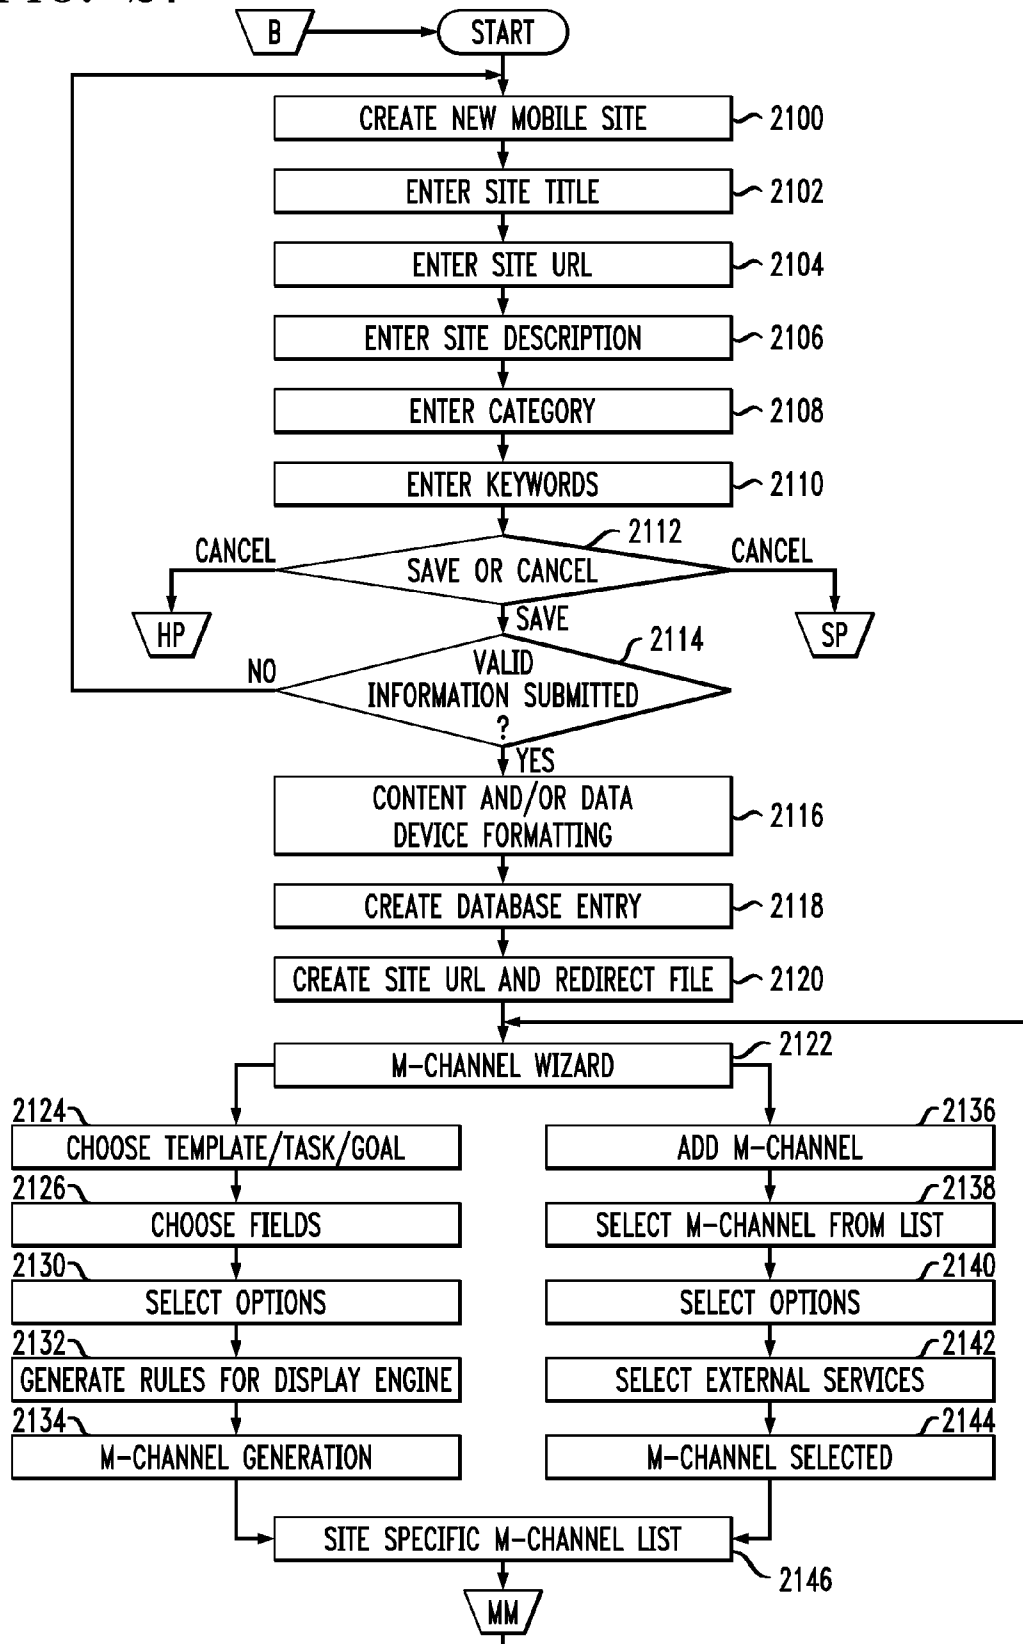 B
START
CREATE NEW MOBILE SITE
2100
ENTER SITE TITLE
2102
ENTER SITE URL
2104
ENTER SITE DESCRIPTION
2106
ENTER CATEGORY
2108
ENTER KEYWORDS
2110
2112
CANCEL
SAVE OR CANCEL
CANCEL
HP
SAVE
SP
2114
NO
VALID
INFORMATION SUBMITTED
?
YES
CONTENT AND/OR DATA
DEVICE FORMATTING
2116
CREATE DATABASE ENTRY
2118
CREATE SITE URL AND REDIRECT FILE
2120
M-CHANNEL WIZARD
2122
2124
CHOOSE TEMPLATE/TASK/GOAL
2126
CHOOSE FIELDS
2130
SELECT OPTIONS
2132
GENERATE RULES FOR DISPLAY ENGINE
2134
M-CHANNEL GENERATION
2136
ADD M-CHANNEL
2138
SELECT M-CHANNEL FROM LIST
2140
SELECT OPTIONS
2142
SELECT EXTERNAL SERVICES
2144
M-CHANNEL SELECTED
SITE SPECIFIC M-CHANNEL LIST
2146
MM